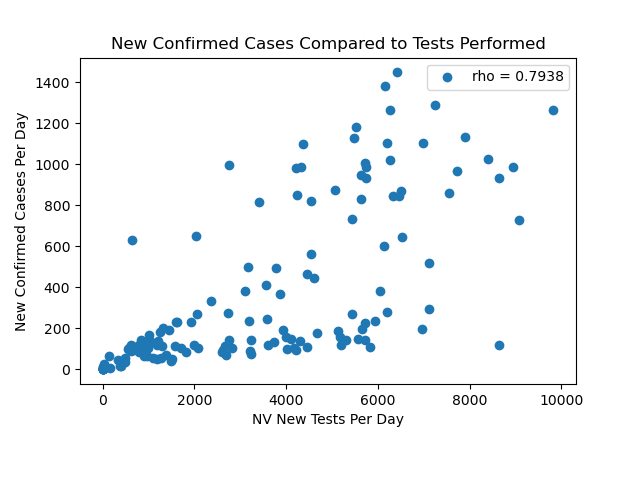 New Confirmed Cases Compared to Tests Performed
rho = 0.7938
New Confirmed Caeses Per Day
1400
1200
1000
800
600
400
200
0
0 2000 4000 6000 8000 10000
NV New Tests Per Day